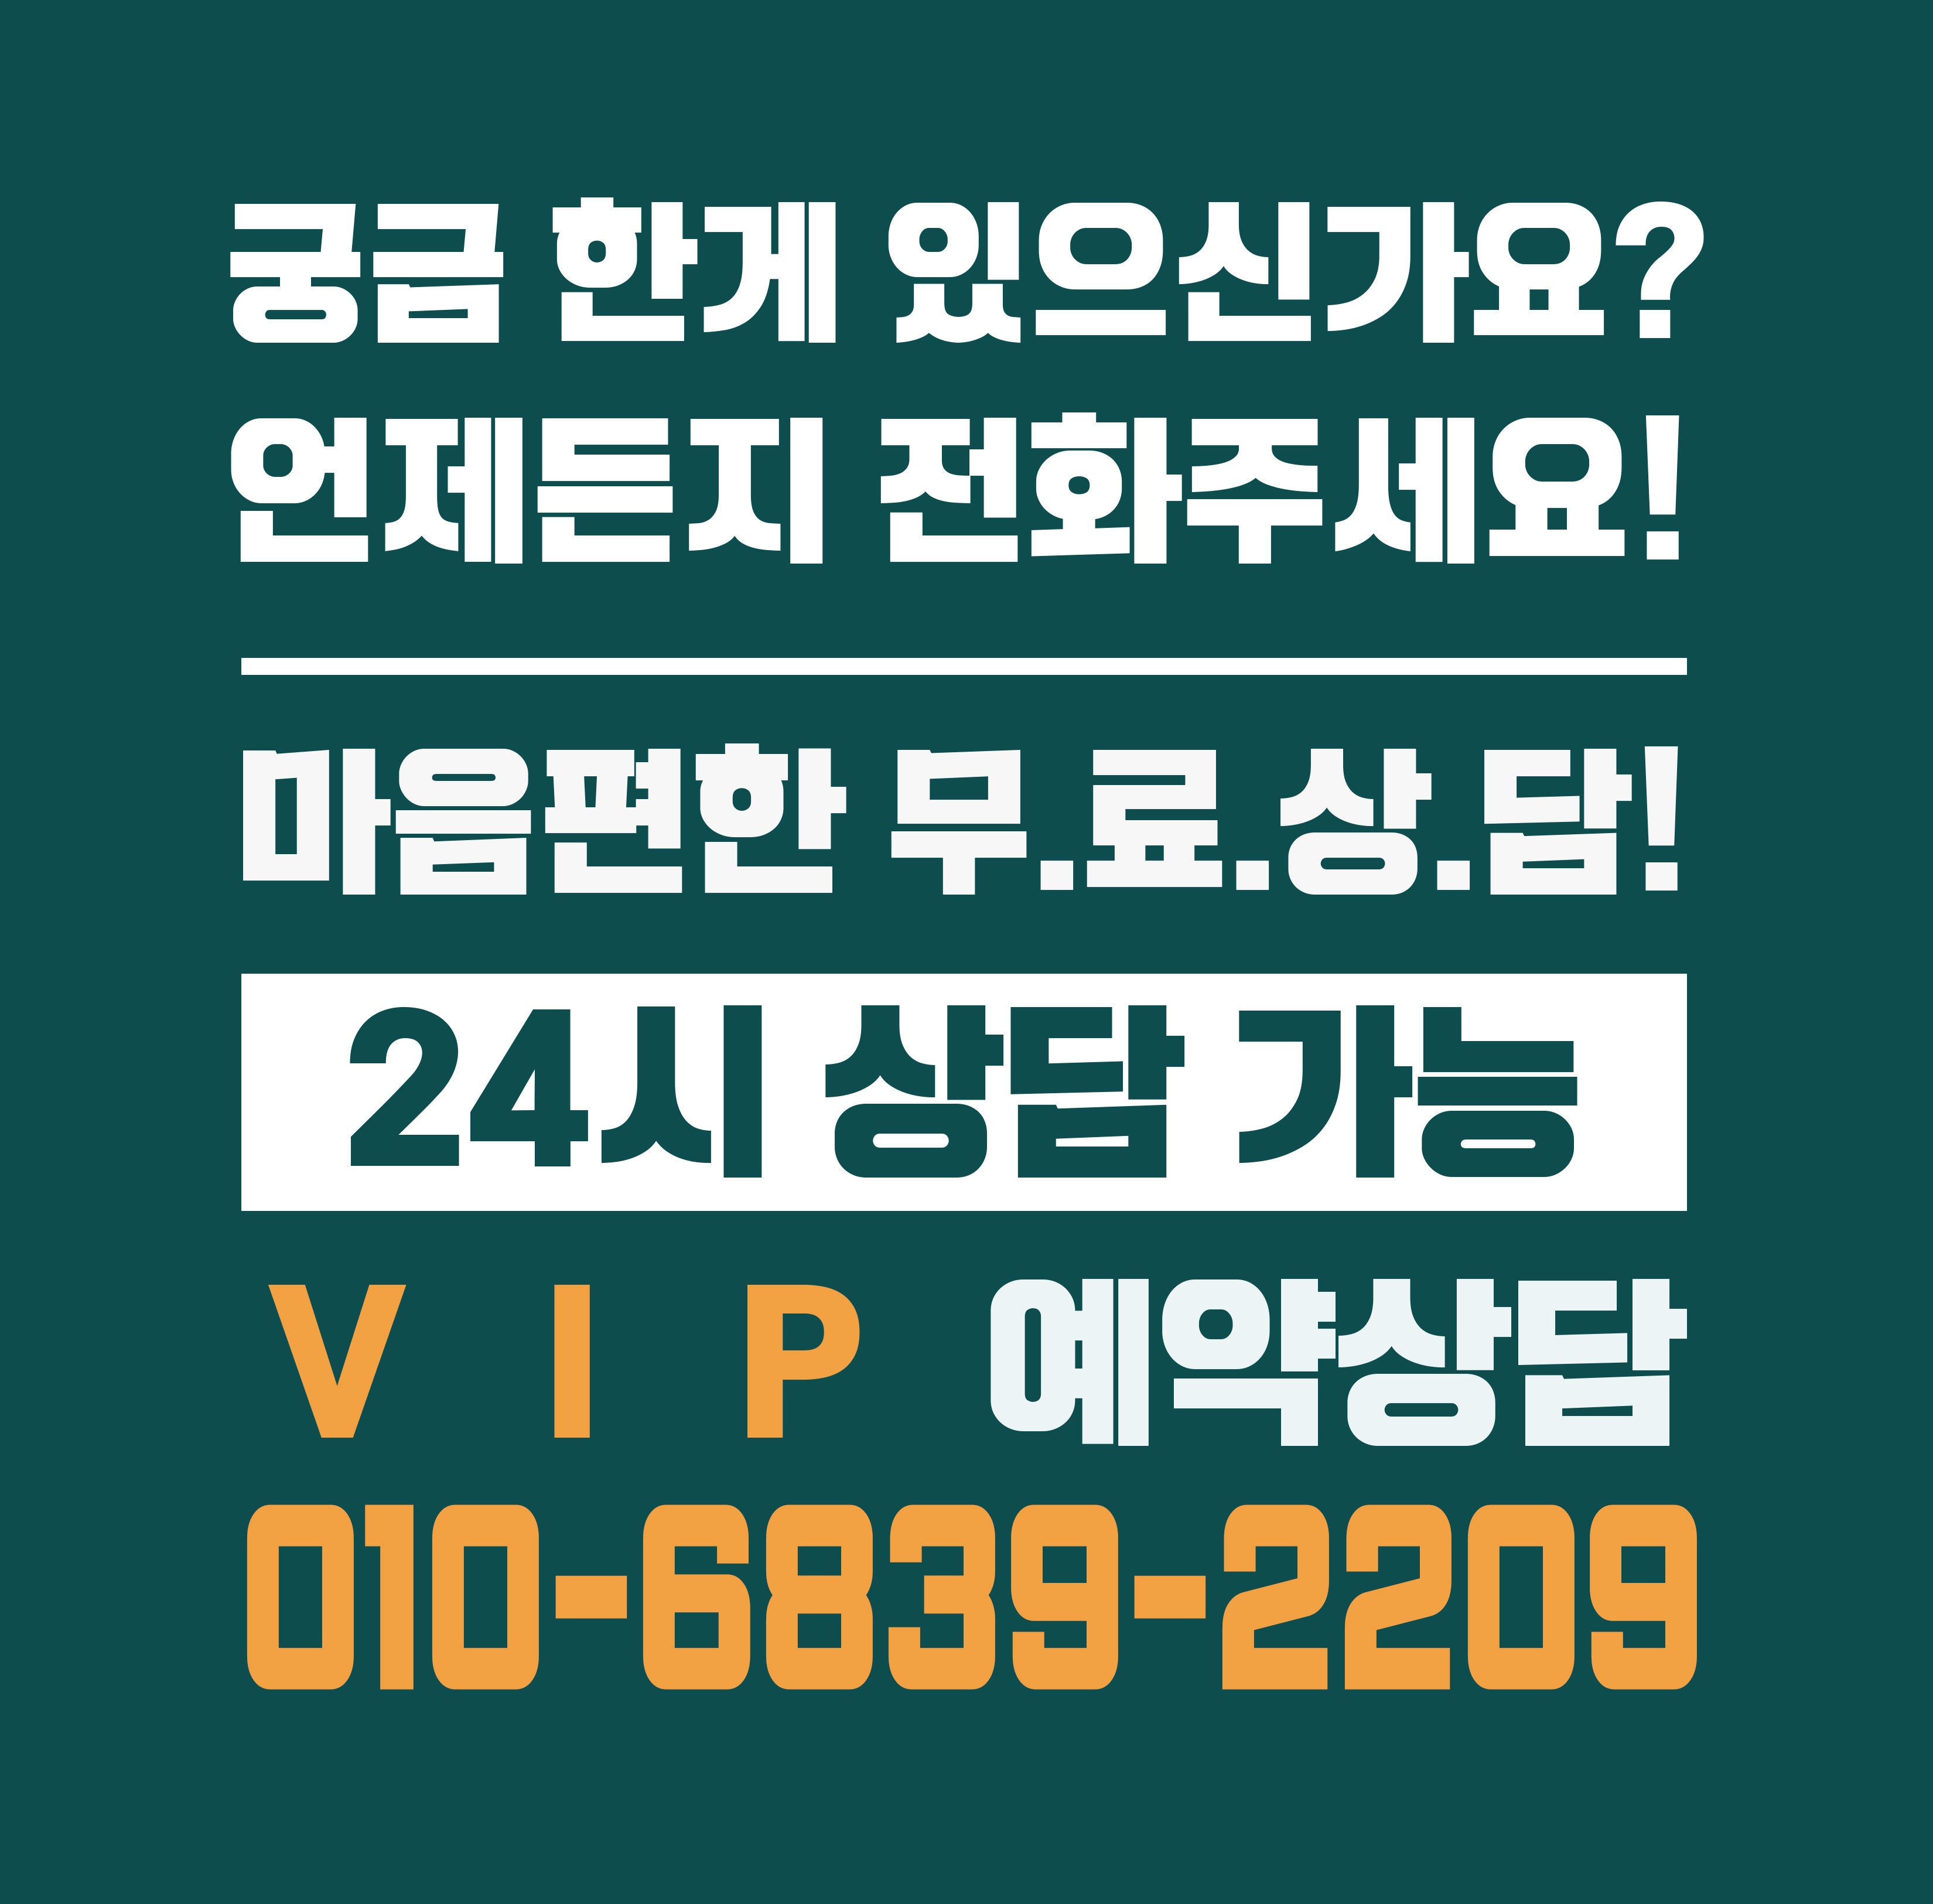 궁금 한게 있으신가요?
언제든지 전화주세요!
마음편한 무.료.상.담!
24시 상담 가능
V I P 예약상담
010-6839-2209